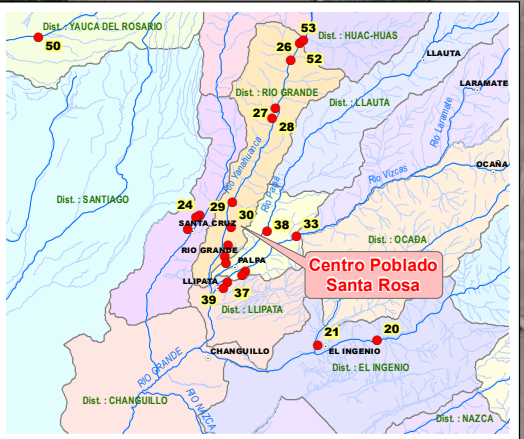 Dist. : YAUCA DEL ROSARIO
50
53
26
52
Dist. : HUAC-HUAS
LLAUTA
LARAMATE
Dist. : RIO GRANDE
Dist. : LLAUTA
27
28
Rio Yanahuanca
Rio Palpa
Rio Laramate
Rio Vizcas
OCAÑA
Dist. : SANTIAGO
24
29
SANTA CRUZ
30
38
33
Dist. : OCAÐA
RIO GRANDE
PALPA
Centro Poblado
Santa Rosa
LLIPATA
39
37
Dist. : LLIPATA
21
20
CHANGUILLO
EL INGENIO
Dist. : EL INGENIO
RIO GRANDE
Dist. : CHANGUILLO
RIO NAZCA
Dist. : NAZCA